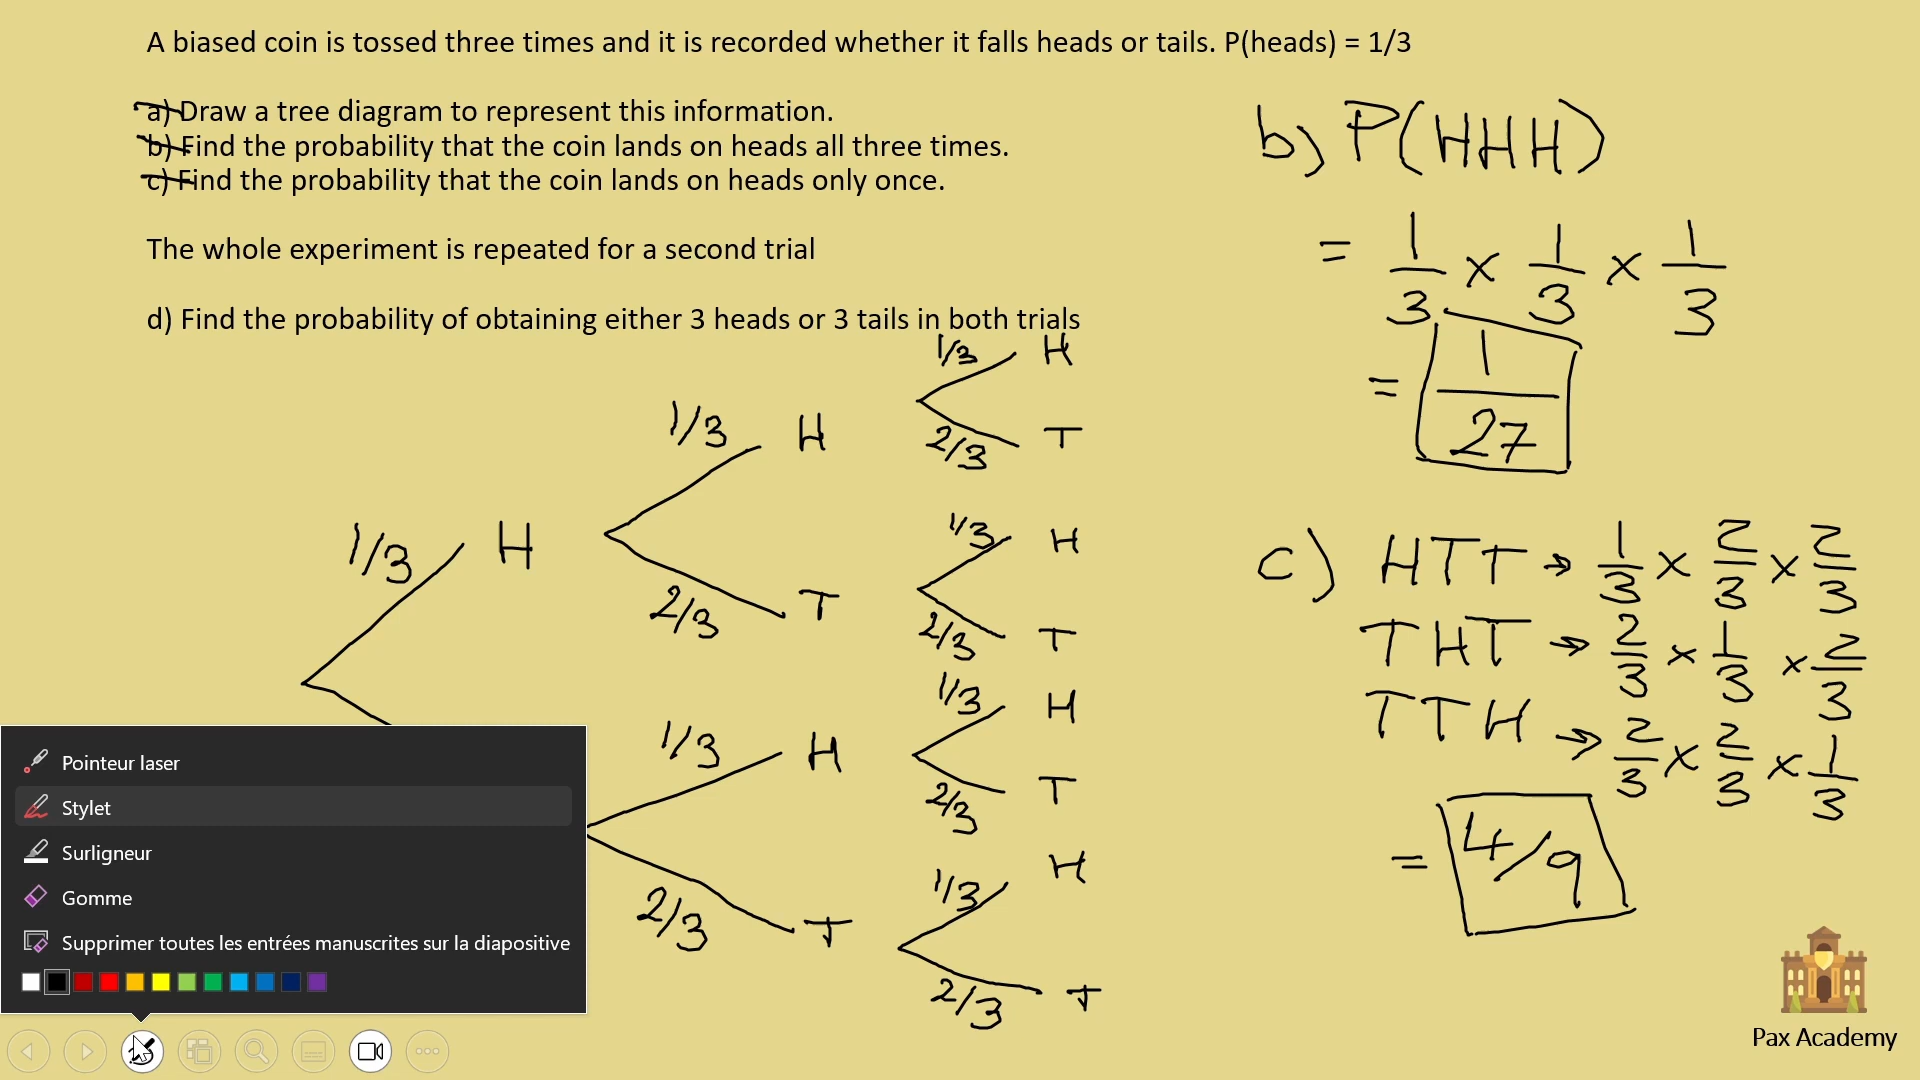 A biased coin is tossed three times and it is recorded whether it falls heads or tails. P(heads) = 1/3
a) Draw a tree diagram to represent this information.
b) Find the probability that the coin lands on heads all three times.
c) Find the probability that the coin lands on heads only once.
The whole experiment is repeated for a second trial
d) Find the probability of obtaining either 3 heads or 3 tails in both trials
1/3 H
1/3 H
2/3 T
1/3 H
2/3 T
1/3 H
2/3 T
1/3 H
1/3 H
2/3 T
2/3 T
1/3 H
2/3 T
b) P(HHH)
= 1/3 × 1/3 × 1/3
= 1/27
c) HTT → 1/3 × 2/3 × 2/3
THT → 2/3 × 1/3 × 2/3
TTH → 2/3 × 2/3 × 1/3
= 4/9
Pointeur laser
Stylet
Surligneur
Gomme
Supprimer toutes les entrées manuscrites sur la diapositive
Pax Academy